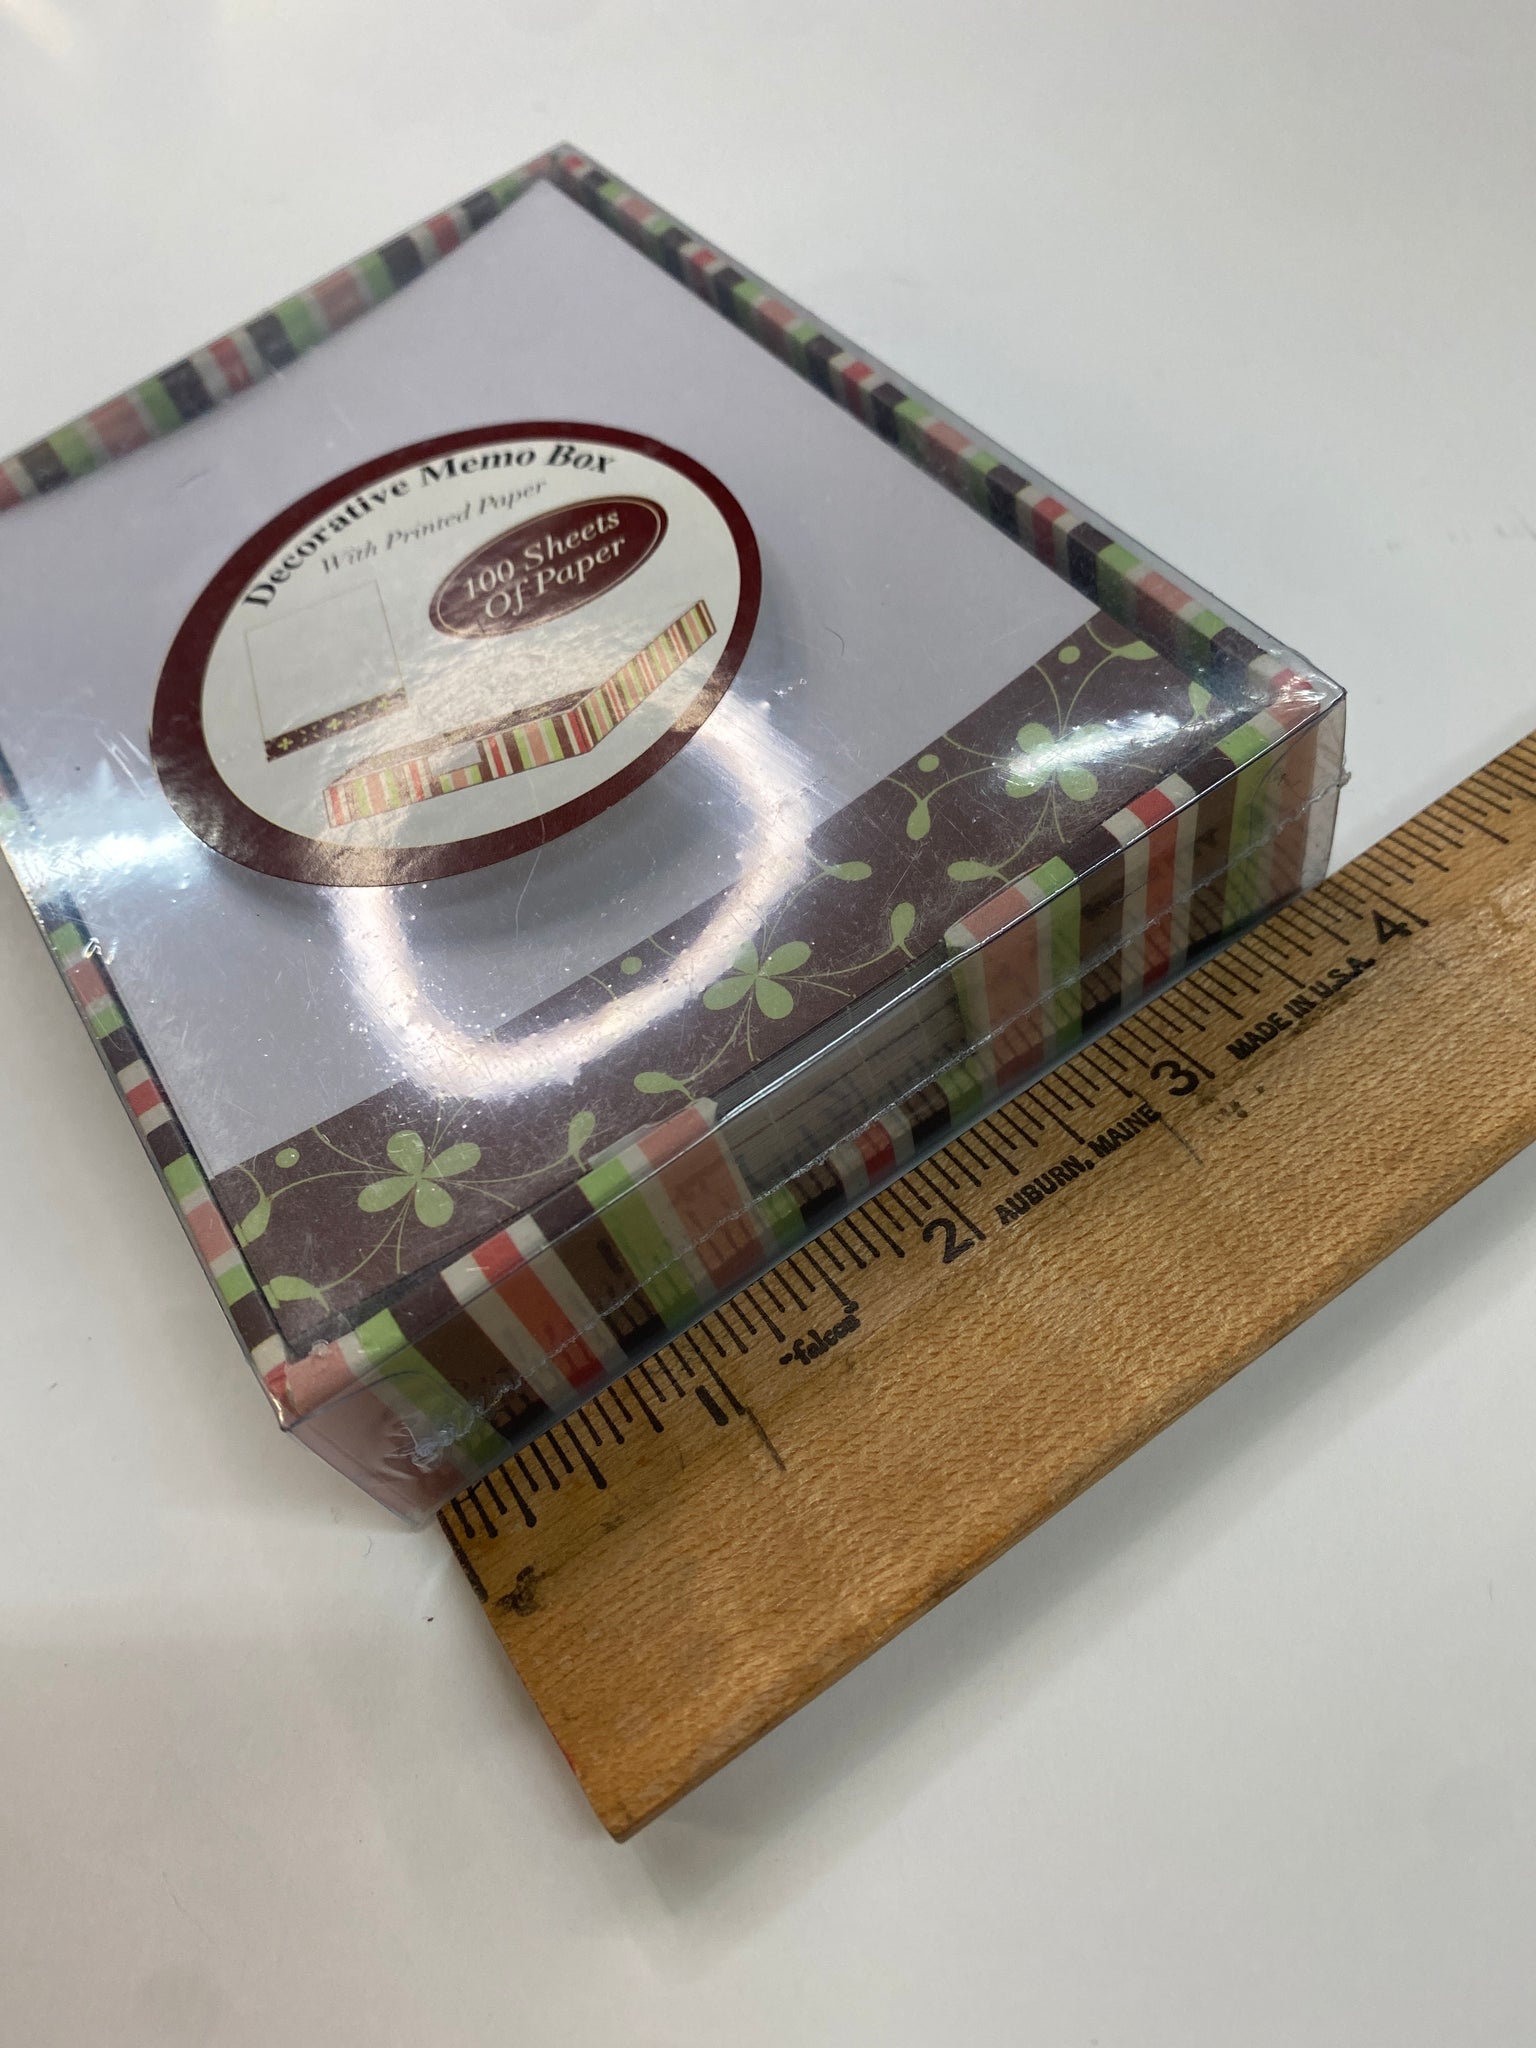 Decorative Memo Box
With Printed Paper
100 Sheets
Of Paper
1
"falcon"
2
AUBURN, MAINE
3
MADE IN U.S.A.
4